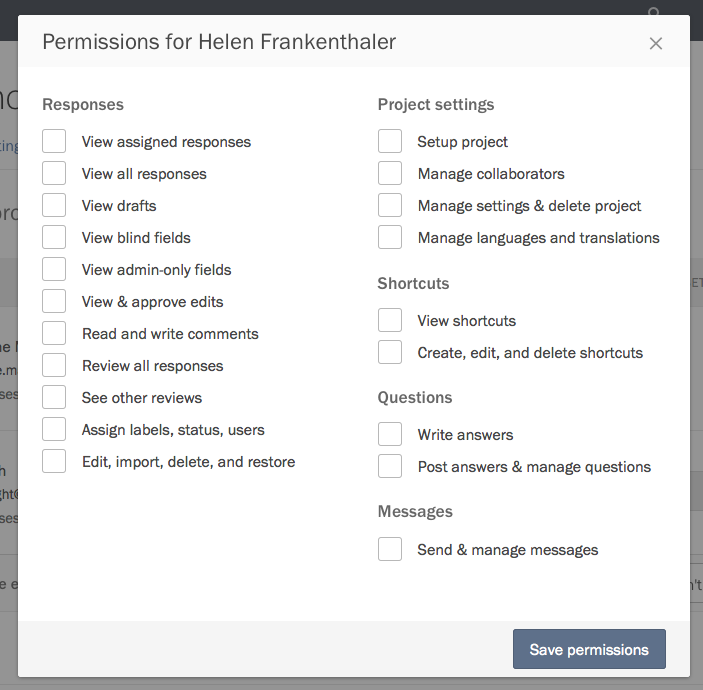 Permissions for Helen Frankenthaler
Responses
View assigned responses
View all responses
View drafts
View blind fields
View admin-only fields
View & approve edits
Read and write comments
Review all responses
See other reviews
Assign labels, status, users
Edit, import, delete, and restore
Project settings
Setup project
Manage collaborators
Manage settings & delete project
Manage languages and translations
Shortcuts
View shortcuts
Create, edit, and delete shortcuts
Questions
Write answers
Post answers & manage questions
Messages
Send & manage messages
Save permissions